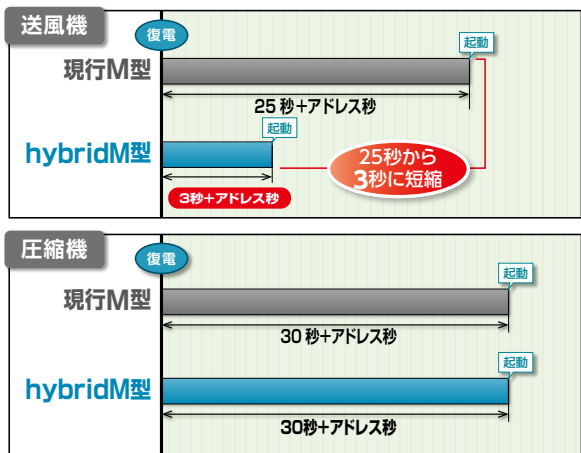 送風機
復電
起動
現行M型
25秒+アドレス秒
起動
hybridM型
25秒から
3秒に短縮
3秒+アドレス秒
圧縮機
復電
起動
現行M型
30秒+アドレス秒
起動
hybridM型
30秒+アドレス秒